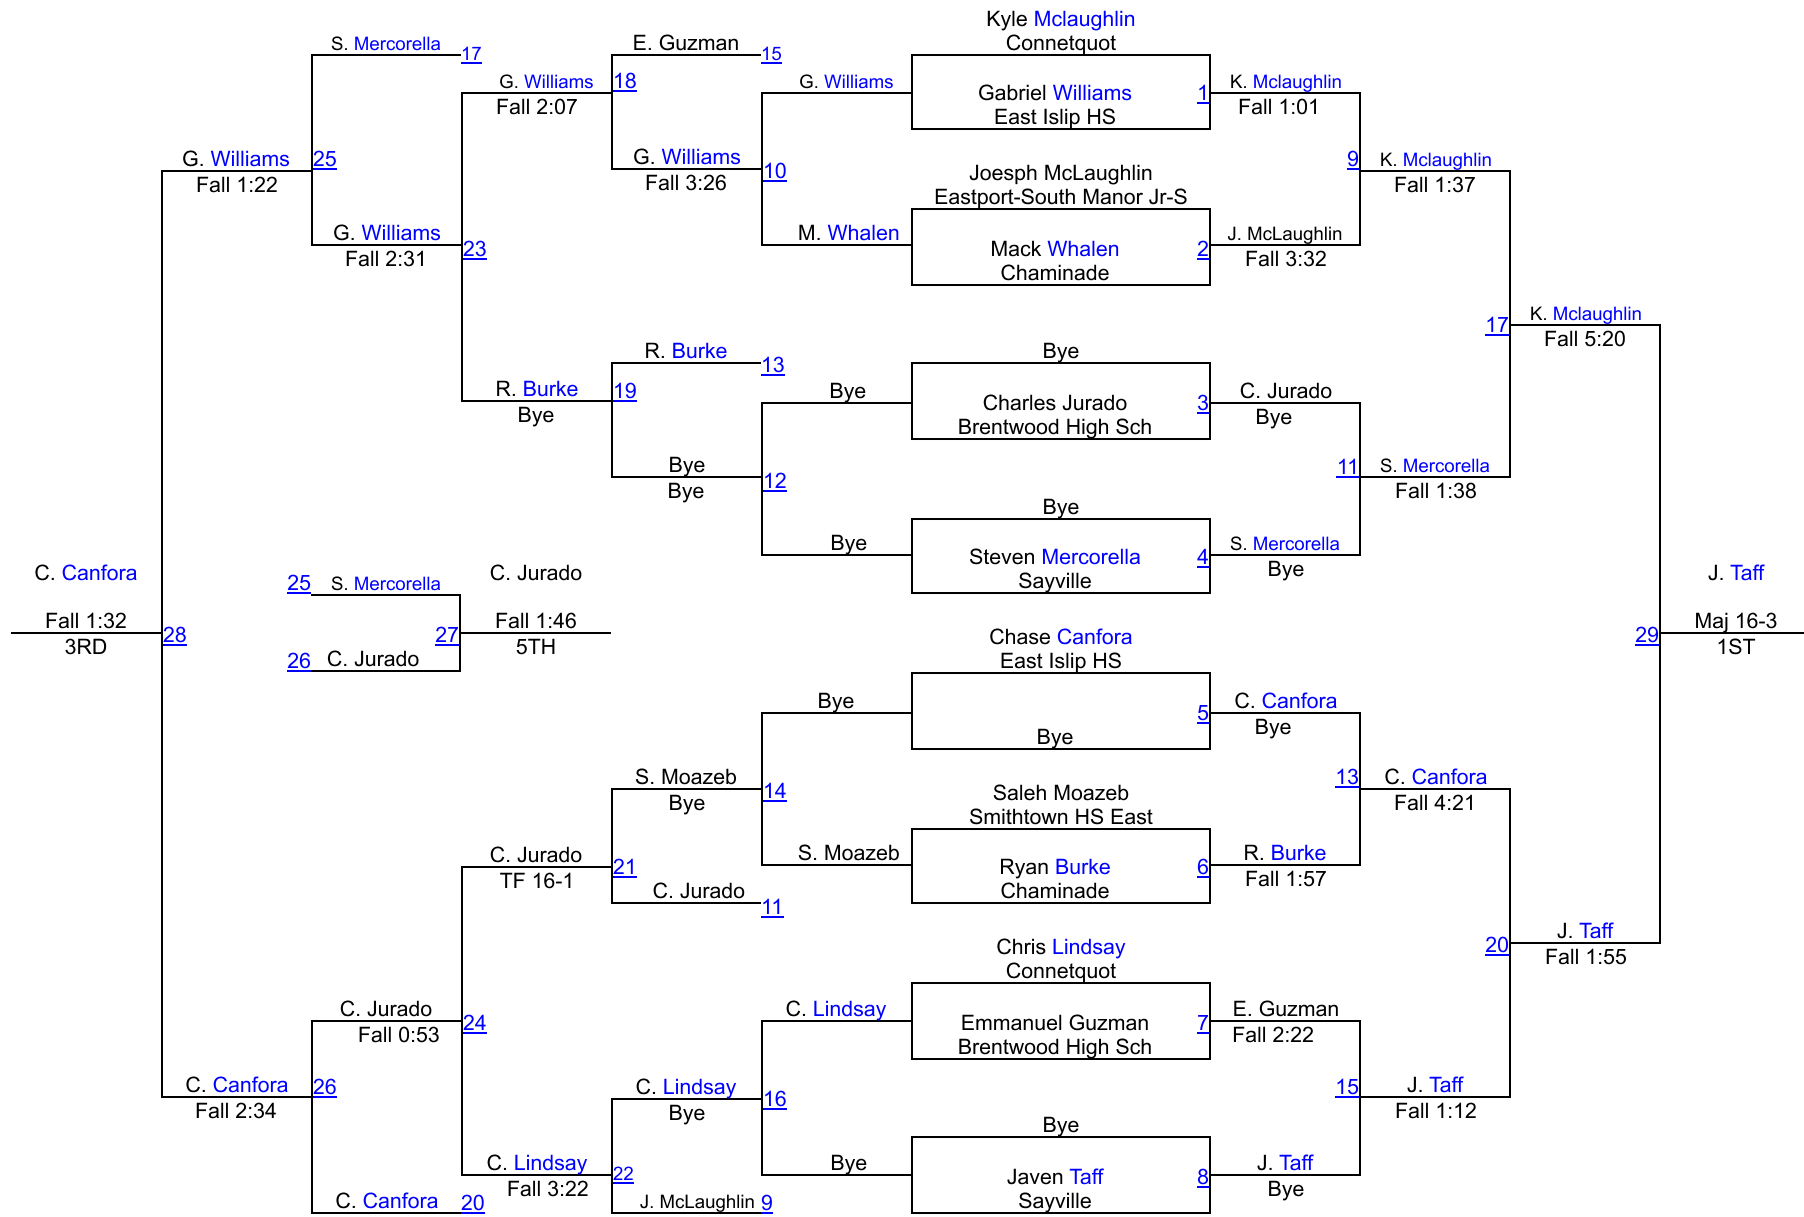 Kyle Mclaughlin
Connetquot
S. Mercorella
17
E. Guzman
15
G. Williams
Fall 2:07
18
G. Williams
Gabriel Williams
East Islip HS
1
K. Mclaughlin
Fall 1:01
G. Williams
Fall 1:22
25
G. Williams
Fall 3:26
10
Joesph McLaughlin
Eastport-South Manor Jr-S
9
K. Mclaughlin
Fall 1:37
G. Williams
Fall 2:31
23
M. Whalen
Mack Whalen
Chaminade
2
J. McLaughlin
Fall 3:32
17
K. Mclaughlin
Fall 5:20
R. Burke
13
Bye
R. Burke
Bye
19
Bye
Charles Jurado
Brentwood High Sch
3
C. Jurado
Bye
Bye
Bye
12
11
S. Mercorella
Fall 1:38
Bye
Bye
Steven Mercorella
Sayville
4
S. Mercorella
Bye
C. Canfora
Fall 1:32
3RD
28
25
S. Mercorella
26
C. Jurado
27
C. Jurado
Fall 1:46
5TH
J. Taff
29
Maj 16-3
1ST
Chase Canfora
East Islip HS
Bye
5
C. Canfora
Bye
Bye
S. Moazeb
Bye
14
Saleh Moazeb
Smithtown HS East
13
C. Canfora
Fall 4:21
C. Jurado
TF 16-1
21
S. Moazeb
Ryan Burke
Chaminade
6
R. Burke
Fall 1:57
C. Jurado
11
Chris Lindsay
Connetquot
20
J. Taff
Fall 1:55
C. Jurado
Fall 0:53
24
C. Lindsay
Emmanuel Guzman
Brentwood High Sch
7
E. Guzman
Fall 2:22
C. Canfora
Fall 2:34
26
C. Lindsay
Bye
16
15
J. Taff
Fall 1:12
Bye
C. Lindsay
Fall 3:22
22
Bye
Javen Taff
Sayville
8
J. Taff
Bye
C. Canfora
20
J. McLaughlin
9